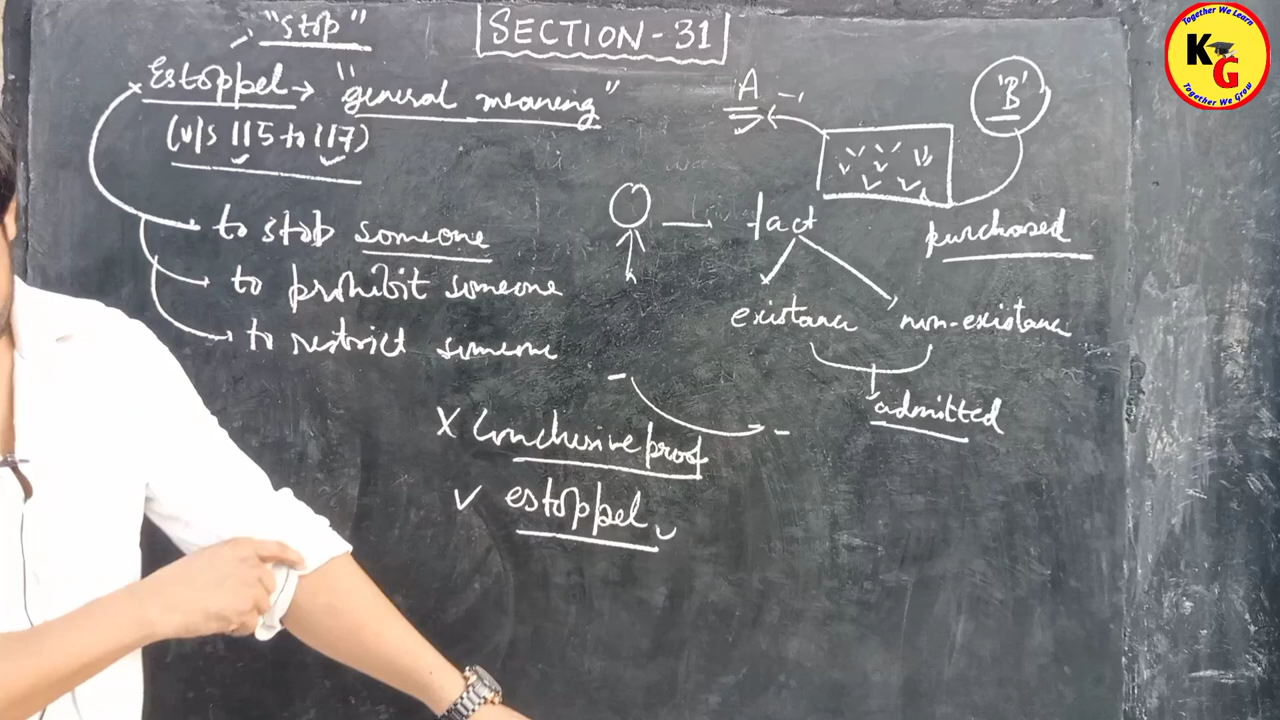 "stop"
SECTION-31
Estoppel → "general meaning"
(u/s 115 to 117)
to stop someone
to prohibit someone
to restrict someone
A
'B'
purchased
→ fact
existance
non-existance
admitted
X Conclusive proof
✓ estoppel
Together We Learn
KG
Together We Grow